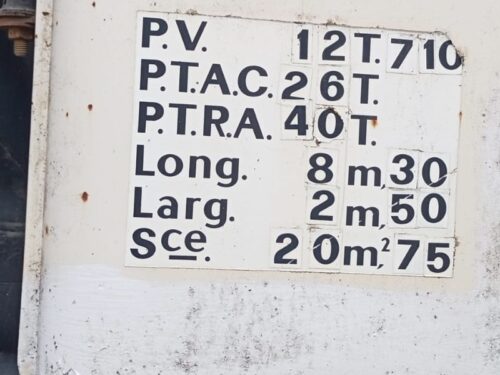 P.V. 12T.710
P.T.A.C. 26T.
P.T.R.A. 40T.
Long. 8m,30
Larg. 2m,50
Sce. 20m²,75